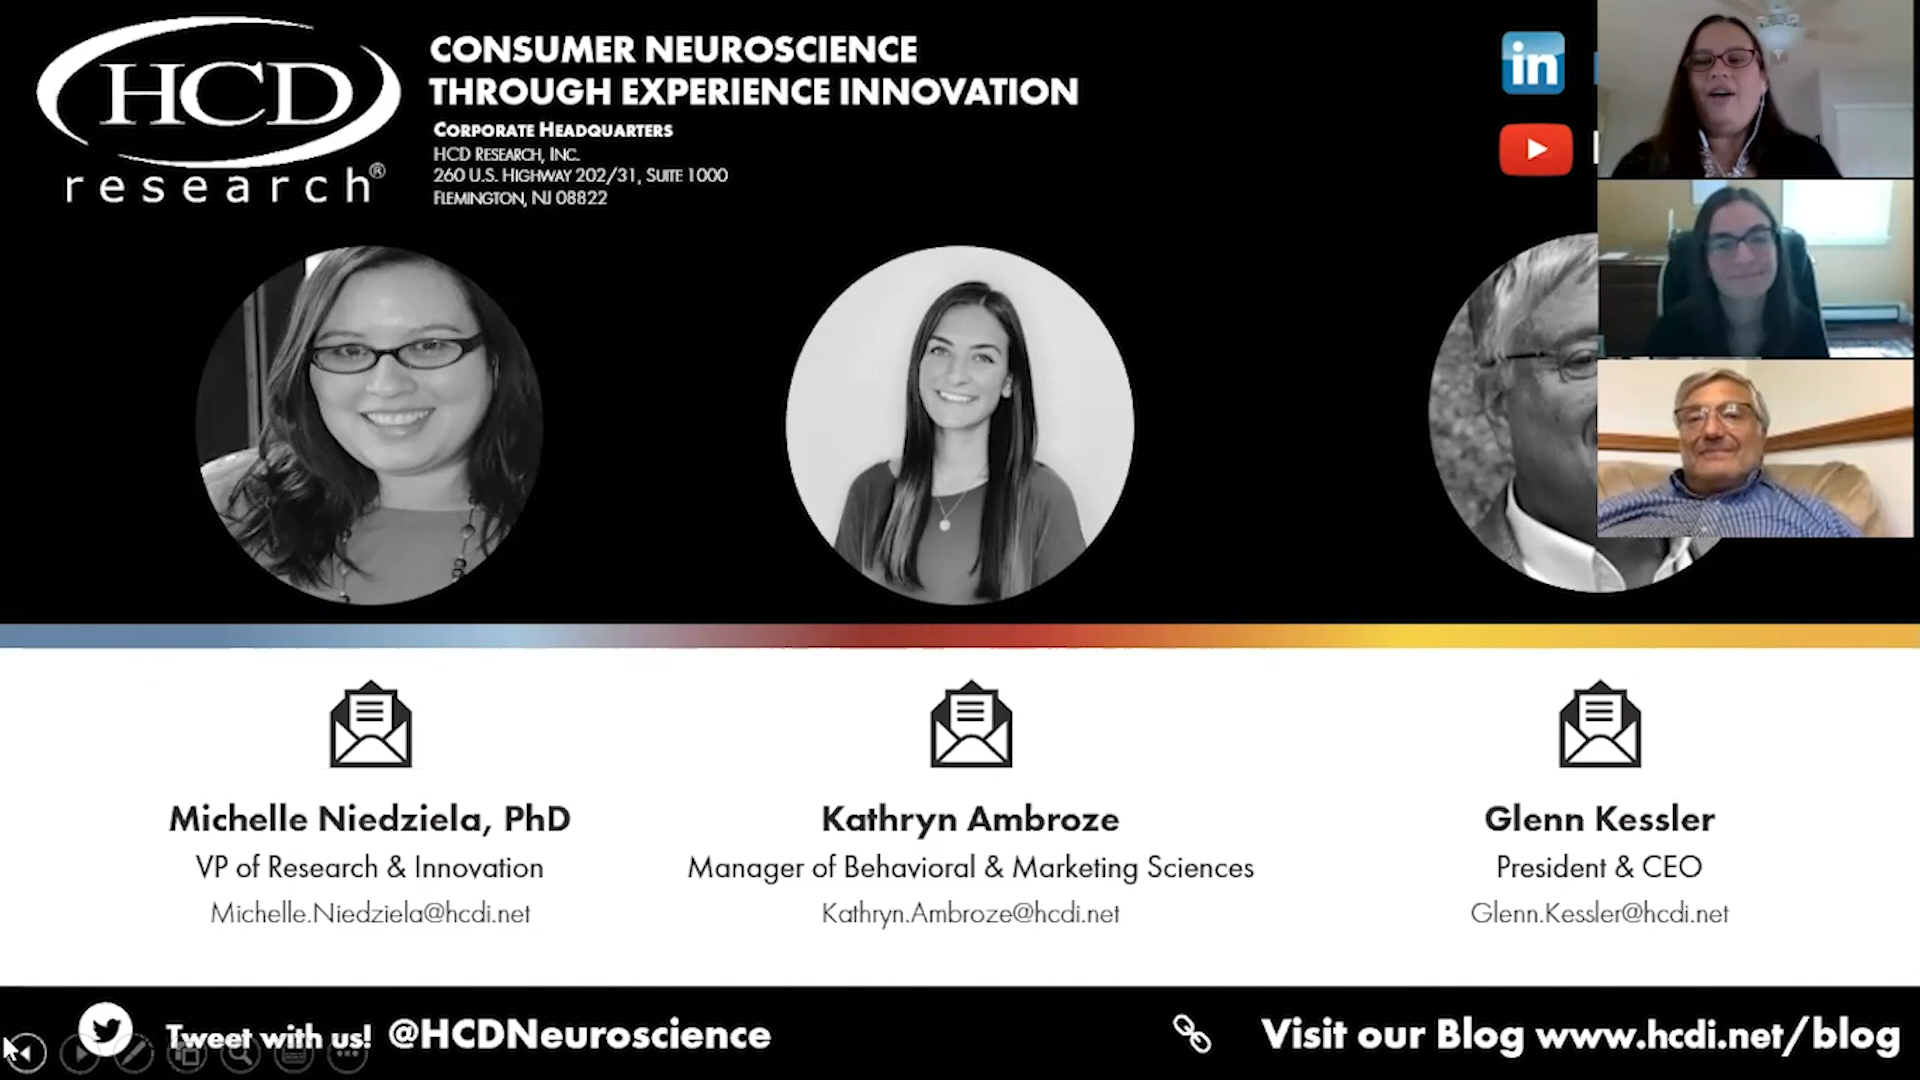 HCD
research®
CONSUMER NEUROSCIENCE
THROUGH EXPERIENCE INNOVATION
CORPORATE HEADQUARTERS
HCD RESEARCH, INC.
260 U.S. HIGHWAY 202/31, SUITE 1000
FLEMINGTON, NJ 08822
in
Michelle Niedziela, PhD
VP of Research & Innovation
Michelle.Niedziela@hcdi.net
Kathryn Ambroze
Manager of Behavioral & Marketing Sciences
Kathryn.Ambroze@hcdi.net
Glenn Kessler
President & CEO
Glenn.Kessler@hcdi.net
Tweet with us! @HCDNeuroscience
Visit our Blog www.hcdi.net/blog